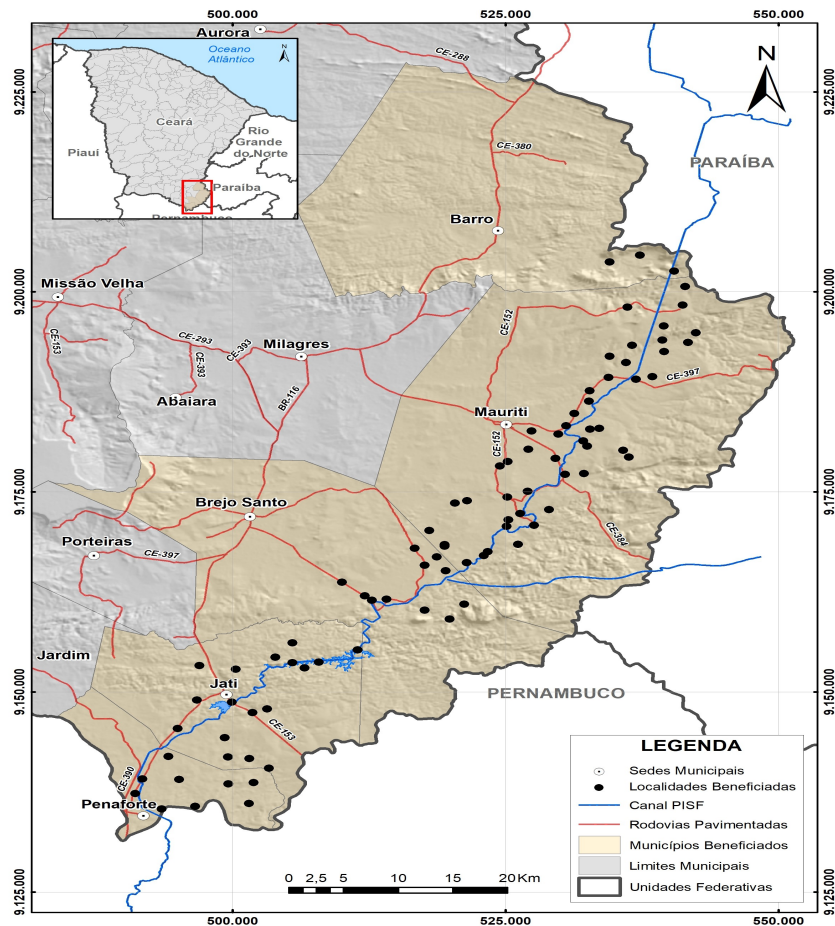 500.000
525.000
550.000
9.225.000
9.200.000
9.175.000
9.150.000
9.125.000
Aurora
CE-288
Oceano
Atlântico
N
Ceará
Piauí
Rio
Grande
do Norte
Paraíba
Pernambuco
N
CE-380
PARAÍBA
Barro
Missão Velha
CE-153
CE-293
CE-393
CE-393
Milagres
CE-152
Abaiara
BR-116
CE-397
Mauriti
CE-152
Brejo Santo
CE-384
Porteiras
CE-397
Jardim
Jati
PERNAMBUCO
CE-153
CE-390
Penaforte
LEGENDA
Sedes Municipais
Localidades Beneficiadas
Canal PISF
Rodovias Pavimentadas
Municípios Beneficiados
Limites Municipais
Unidades Federativas
0 2,5 5 10 15 20 Km
9.225.000
9.200.000
9.175.000
9.150.000
9.125.000
500.000
525.000
550.000